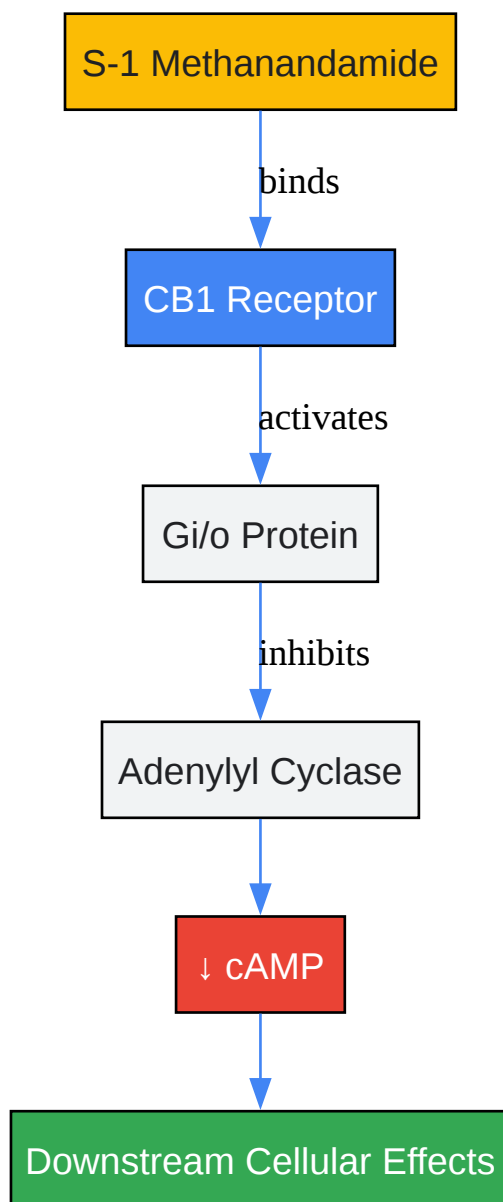 S-1 Methanandamide
binds
CB1 Receptor
activates
Gi/o Protein
inhibits
Adenylyl Cyclase
↓ cAMP
Downstream Cellular Effects